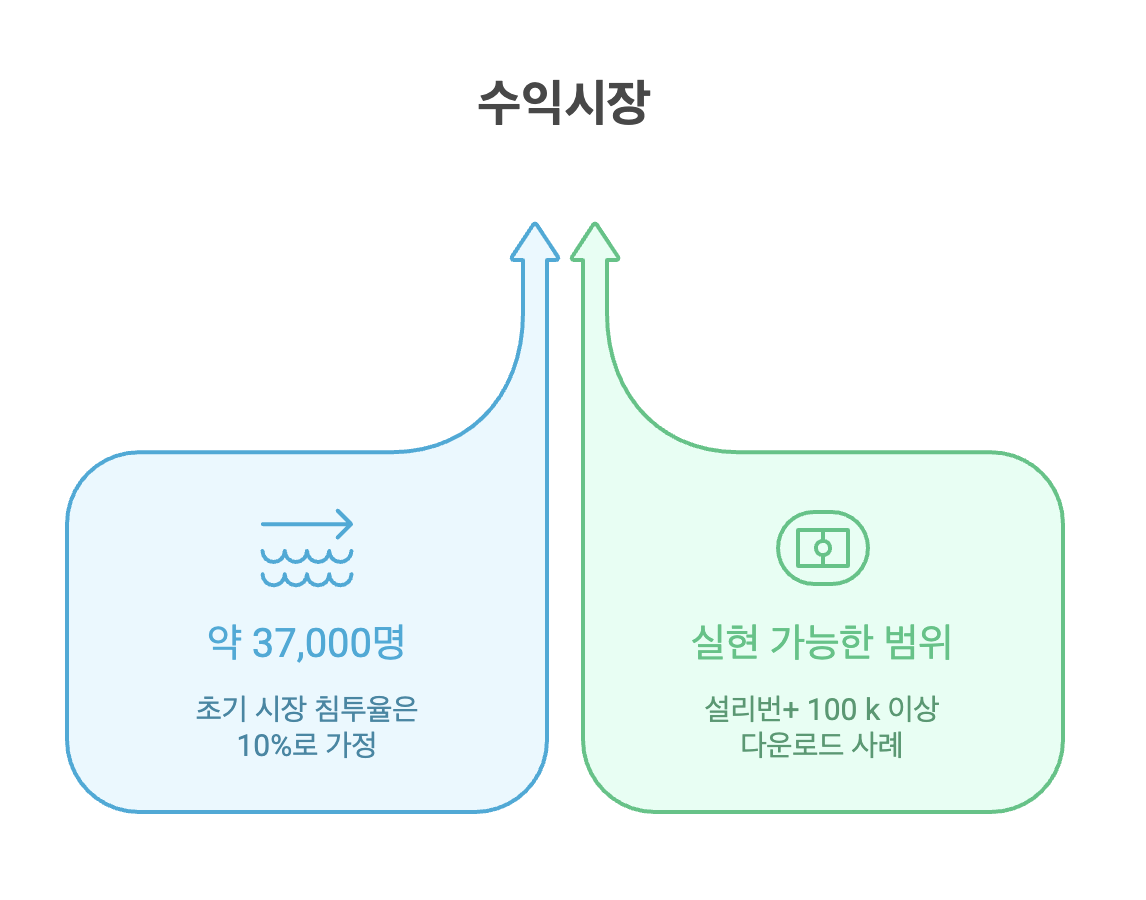 수익시장
약 37,000명
초기 시장 침투율은
10%로 가정
실현 가능한 범위
설리번+ 100 k 이상
다운로드 사례